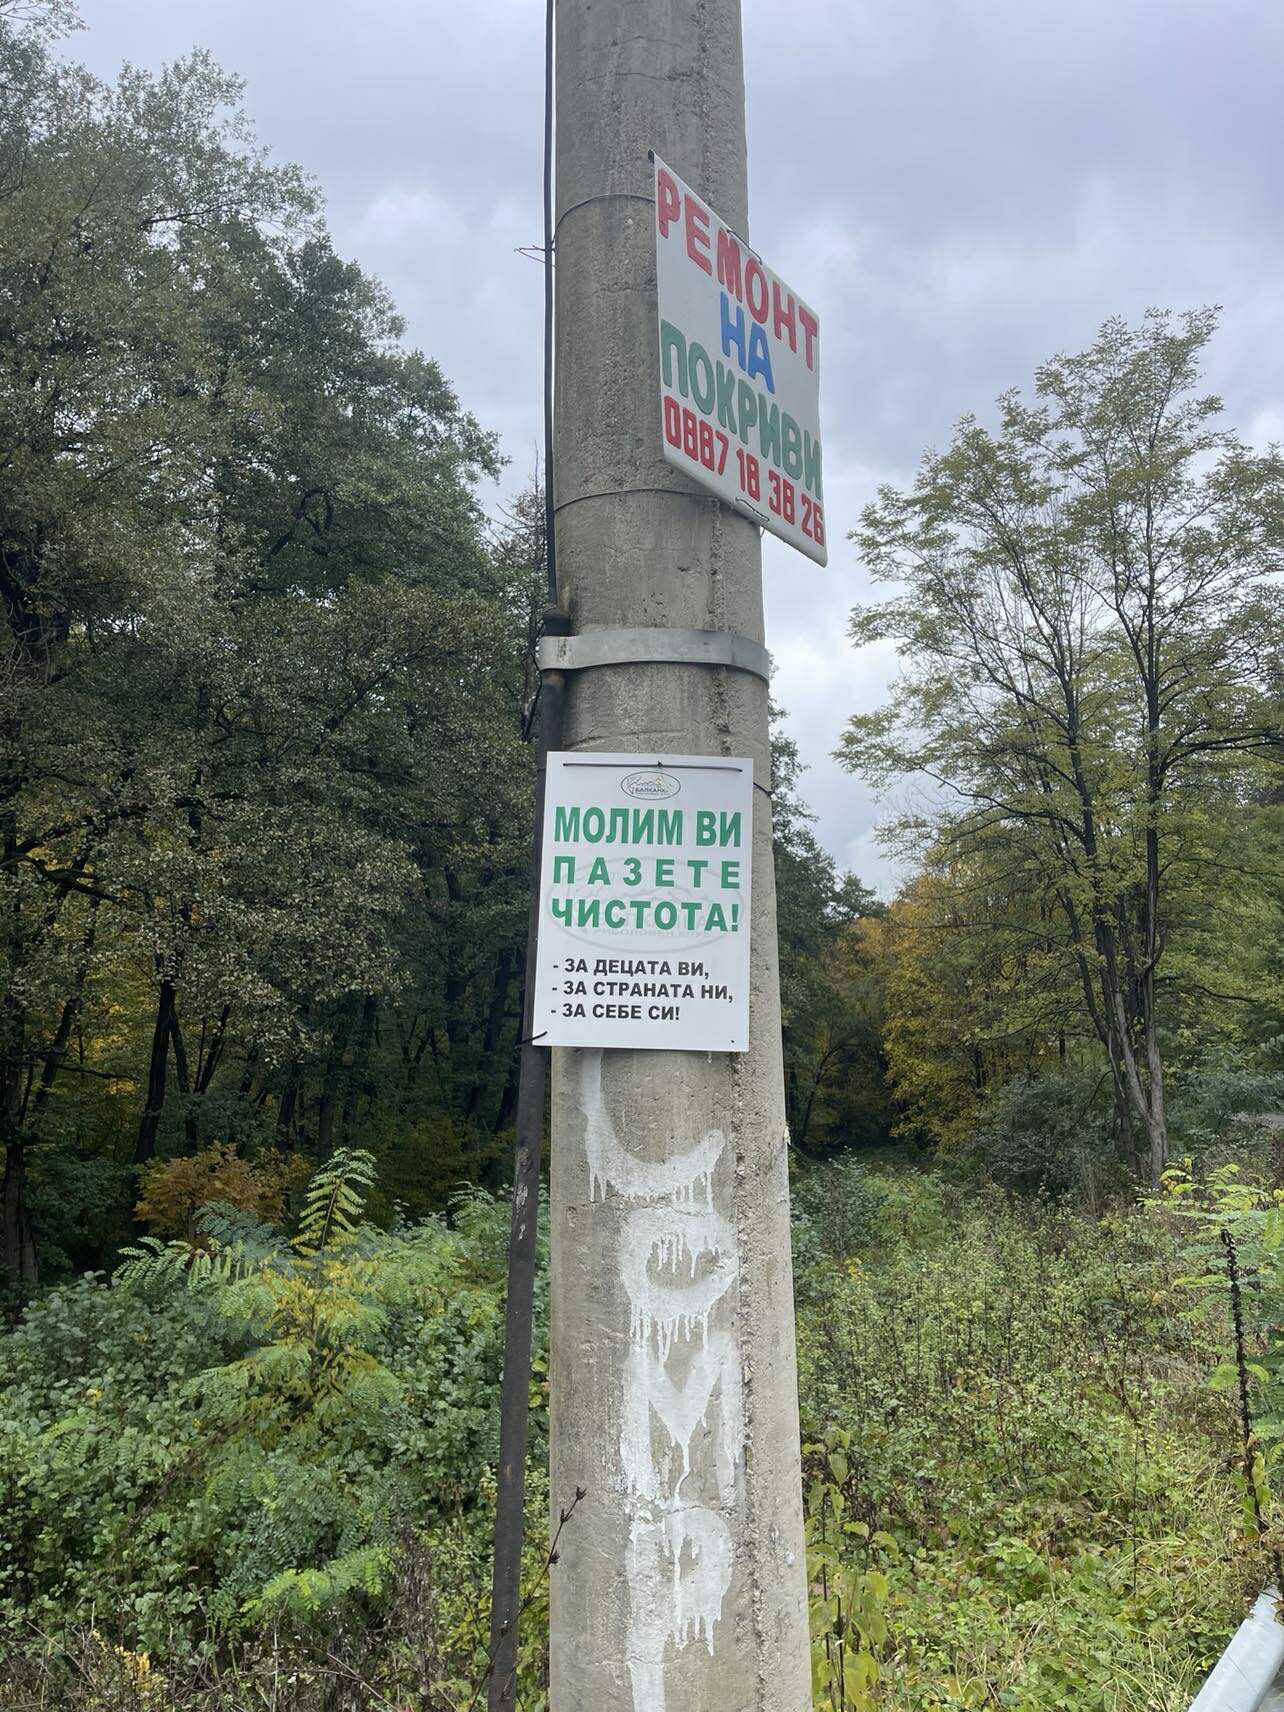 РЕМОНТ
НА
ПОКРИВИ
0887 18 38 26
БАЛКАНКА
МОЛИМ ВИ
ПАЗЕТЕ
ЧИСТОТА!
- ЗА ДЕЦАТА ВИ,
- ЗА СТРАНАТА НИ,
- ЗА СЕБЕ СИ!